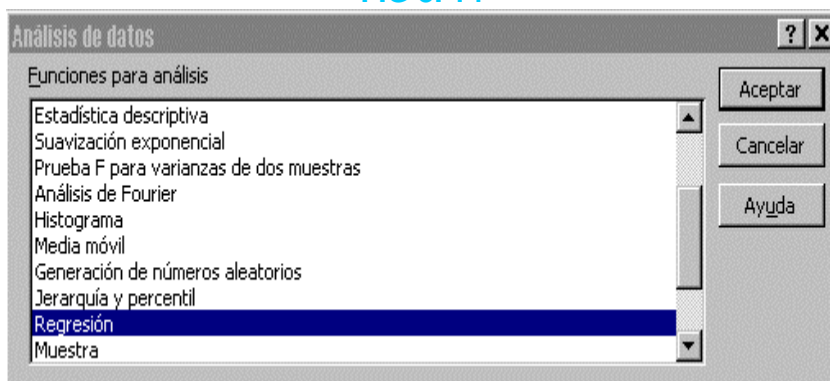 Análisis de datos
? X
Funciones para análisis
Aceptar
Estadística descriptiva
Suavización exponencial
Cancelar
Prueba F para varianzas de dos muestras
Análisis de Fourier
Ayuda
Histograma
Media móvil
Generación de números aleatorios
Jerarquía y percentil
Regresión
Muestra